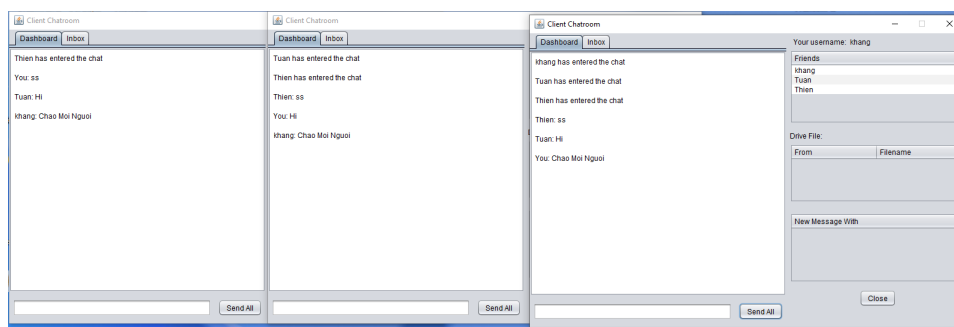 Client Chatroom
Dashboard Inbox
Thien has entered the chat
You: ss
Tuan: Hi
khang: Chao Moi Nguoi
Send All
Client Chatroom
Dashboard Inbox
Tuan has entered the chat
Thien has entered the chat
Thien: ss
You: Hi
khang: Chao Moi Nguoi
Send All
Client Chatroom
Dashboard Inbox
khang has entered the chat
Tuan has entered the chat
Thien has entered the chat
Thien: ss
Tuan: Hi
You: Chao Moi Nguoi
Send All
Your username: khang
Friends
khang
Tuan
Thien
Drive File:
From Filename
New Message With
Close